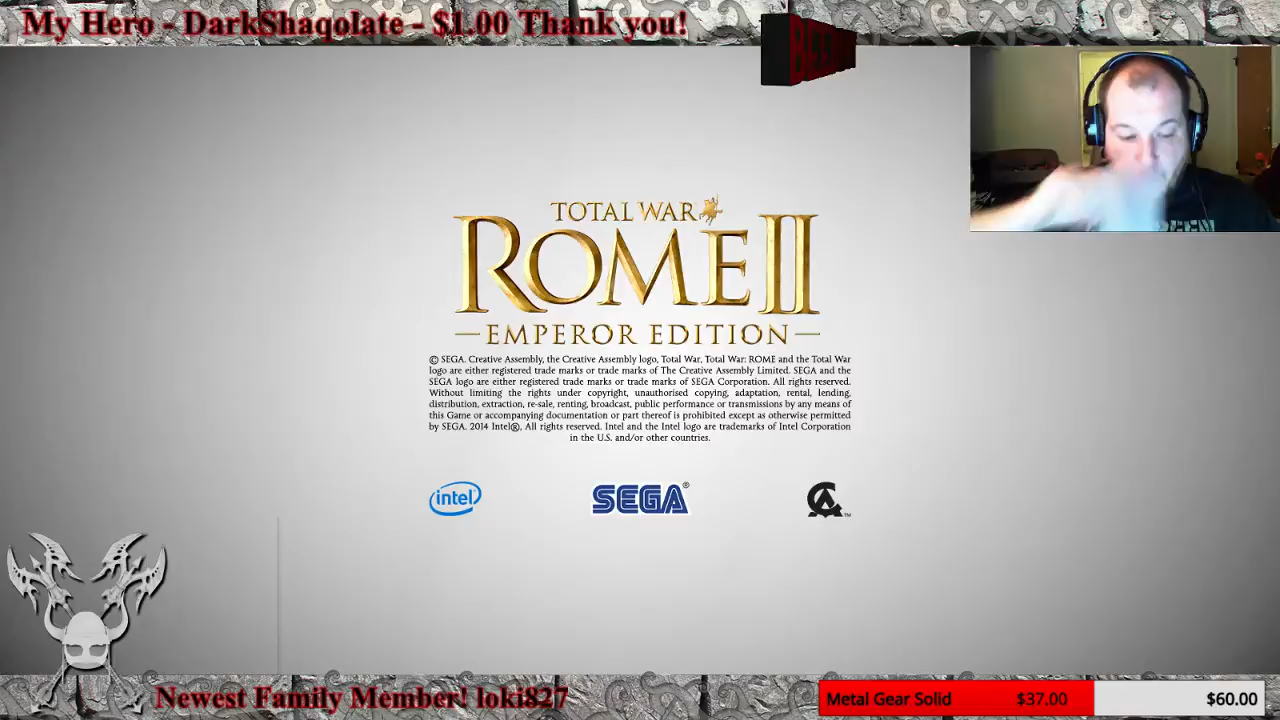 My Hero - DarkShaqolate - $1.00 Thank you!
TOTAL WAR
ROME II
EMPEROR EDITION
© SEGA. Creative Assembly, the Creative Assembly logo, Total War, Total War: ROME and the Total War
logo are either registered trade marks or trade marks of The Creative Assembly Limited. SEGA and the
SEGA logo are either registered trade marks or trade marks of SEGA Corporation. All rights reserved.
Without limiting the rights under copyright, unauthorised copying, adaptation, rental, lending,
distribution, extraction, re-sale, renting, broadcast, public performance or transmissions by any means of
this Game or accompanying documentation or part thereof is prohibited except as otherwise permitted
by SEGA. 2014 Intel®, All rights reserved. Intel and the Intel logo are trademarks of Intel Corporation
in the U.S. and/or other countries.
intel SEGA® CA™
Newest Family Member! loki827
Metal Gear Solid $37.00 $60.00